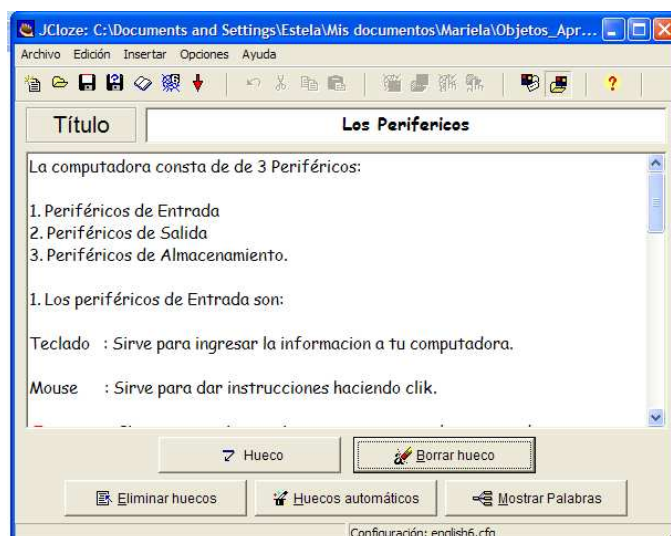 JCloze: C:\Documents and Settings\Estela\Mis documentos\Mariela\Objetos_Apr...
Archivo Edición Insertar Opciones Ayuda
Título
Los Perifericos
La computadora consta de de 3 Periféricos:
1. Periféricos de Entrada
2. Periféricos de Salida
3. Periféricos de Almacenamiento.
1. Los periféricos de Entrada son:
Teclado : Sirve para ingresar la informacion a tu computadora.
Mouse : Sirve para dar instrucciones haciendo clik.
Hueco Borrar hueco
Eliminar huecos Huecos automáticos Mostrar Palabras
Configuración: english6.cfg